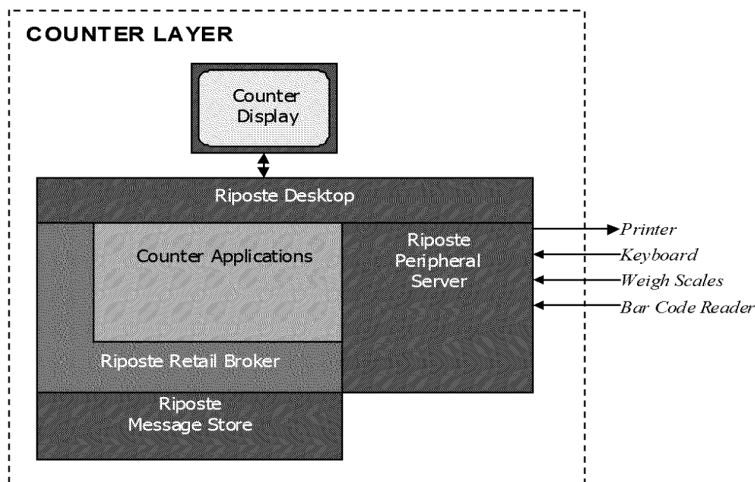 COUNTER LAYER
Counter
Display
Riposte Desktop
Counter Applications
Riposte
Peripheral
Server
Printer
Keyboard
Weigh Scales
Bar Code Reader
Riposte Retail Broker
Riposte
Message Store